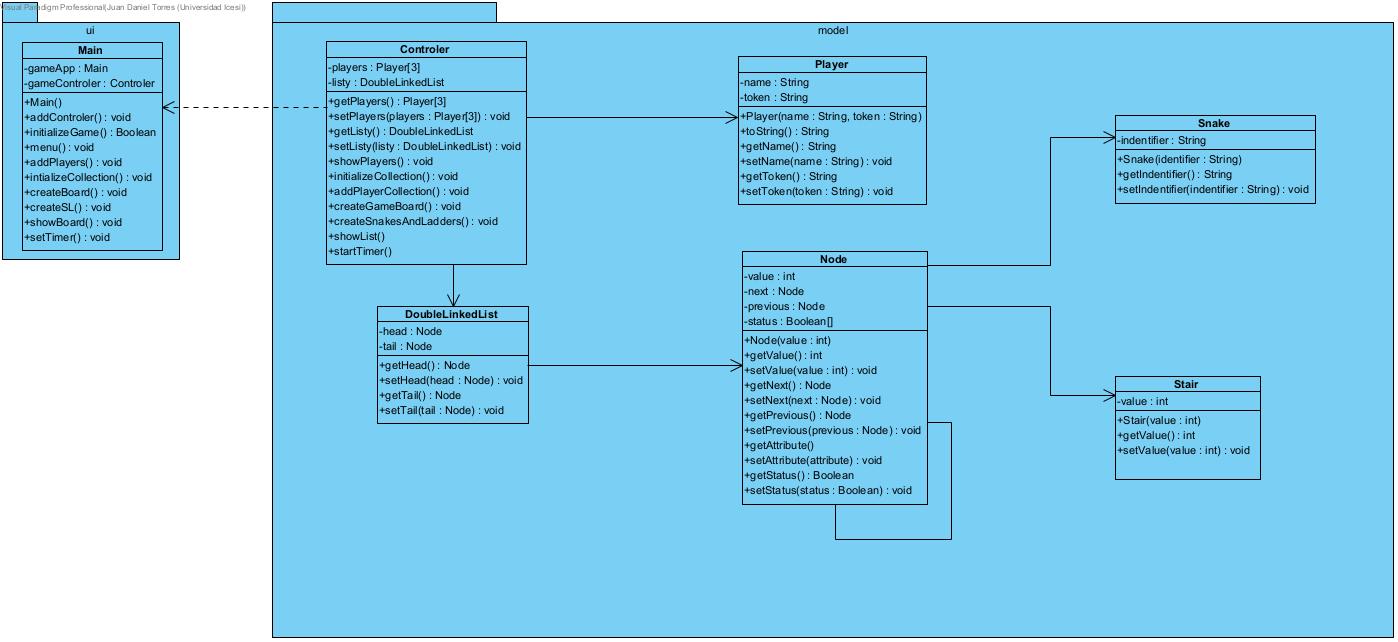 Visual Paradigm Professional(Juan Daniel Torres (Universidad Icesi))
ui
Main
-gameApp : Main
-gameControler : Controler
+Main()
+addControler() : void
+initializeGame() : Boolean
+menu() : void
+addPlayers() : void
+intializeCollection() : void
+createBoard() : void
+createSL() : void
+showBoard() : void
+setTimer() : void
model
Controler
-players : Player[3]
-listy : DoubleLinkedList
+getPlayers() : Player[3]
+setPlayers(players : Player[3]) : void
+getListy() : DoubleLinkedList
+setListy(listy : DoubleLinkedList) : void
+showPlayers() : void
+initializeCollection() : void
+addPlayerCollection() : void
+createGameBoard() : void
+createSnakesAndLadders() : void
+showList()
+startTimer()
DoubleLinkedList
-head : Node
-tail : Node
+getHead() : Node
+setHead(head : Node) : void
+getTail() : Node
+setTail(tail : Node) : void
Player
-name : String
-token : String
+Player(name : String, token : String)
+toString() : String
+getName() : String
+setName(name : String) : void
+getToken() : String
+setToken(token : String) : void
Node
-value : int
-next : Node
-previous : Node
-status : Boolean[]
+Node(value : int)
+getValue() : int
+setValue(value : int) : void
+getNext() : Node
+setNext(next : Node) : void
+getPrevious() : Node
+setPrevious(previous : Node) : void
+getAttribute()
+setAttribute(attribute) : void
+getStatus() : Boolean
+setStatus(status : Boolean) : void
Snake
-indentifier : String
+Snake(identifier : String)
+getIndentifier() : String
+setIndentifier(indentifier : String) : void
Stair
-value : int
+Stair(value : int)
+getValue() : int
+setValue(value : int) : void